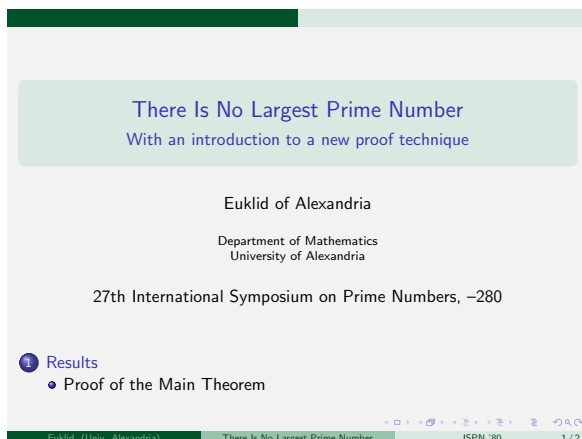 There Is No Largest Prime Number
With an introduction to a new proof technique
Euklid of Alexandria
Department of Mathematics
University of Alexandria
27th International Symposium on Prime Numbers, –280
1 Results
Proof of the Main Theorem
Euklid (Univ. Alexandria) There Is No Largest Prime Number ISPN '80 1 / 2